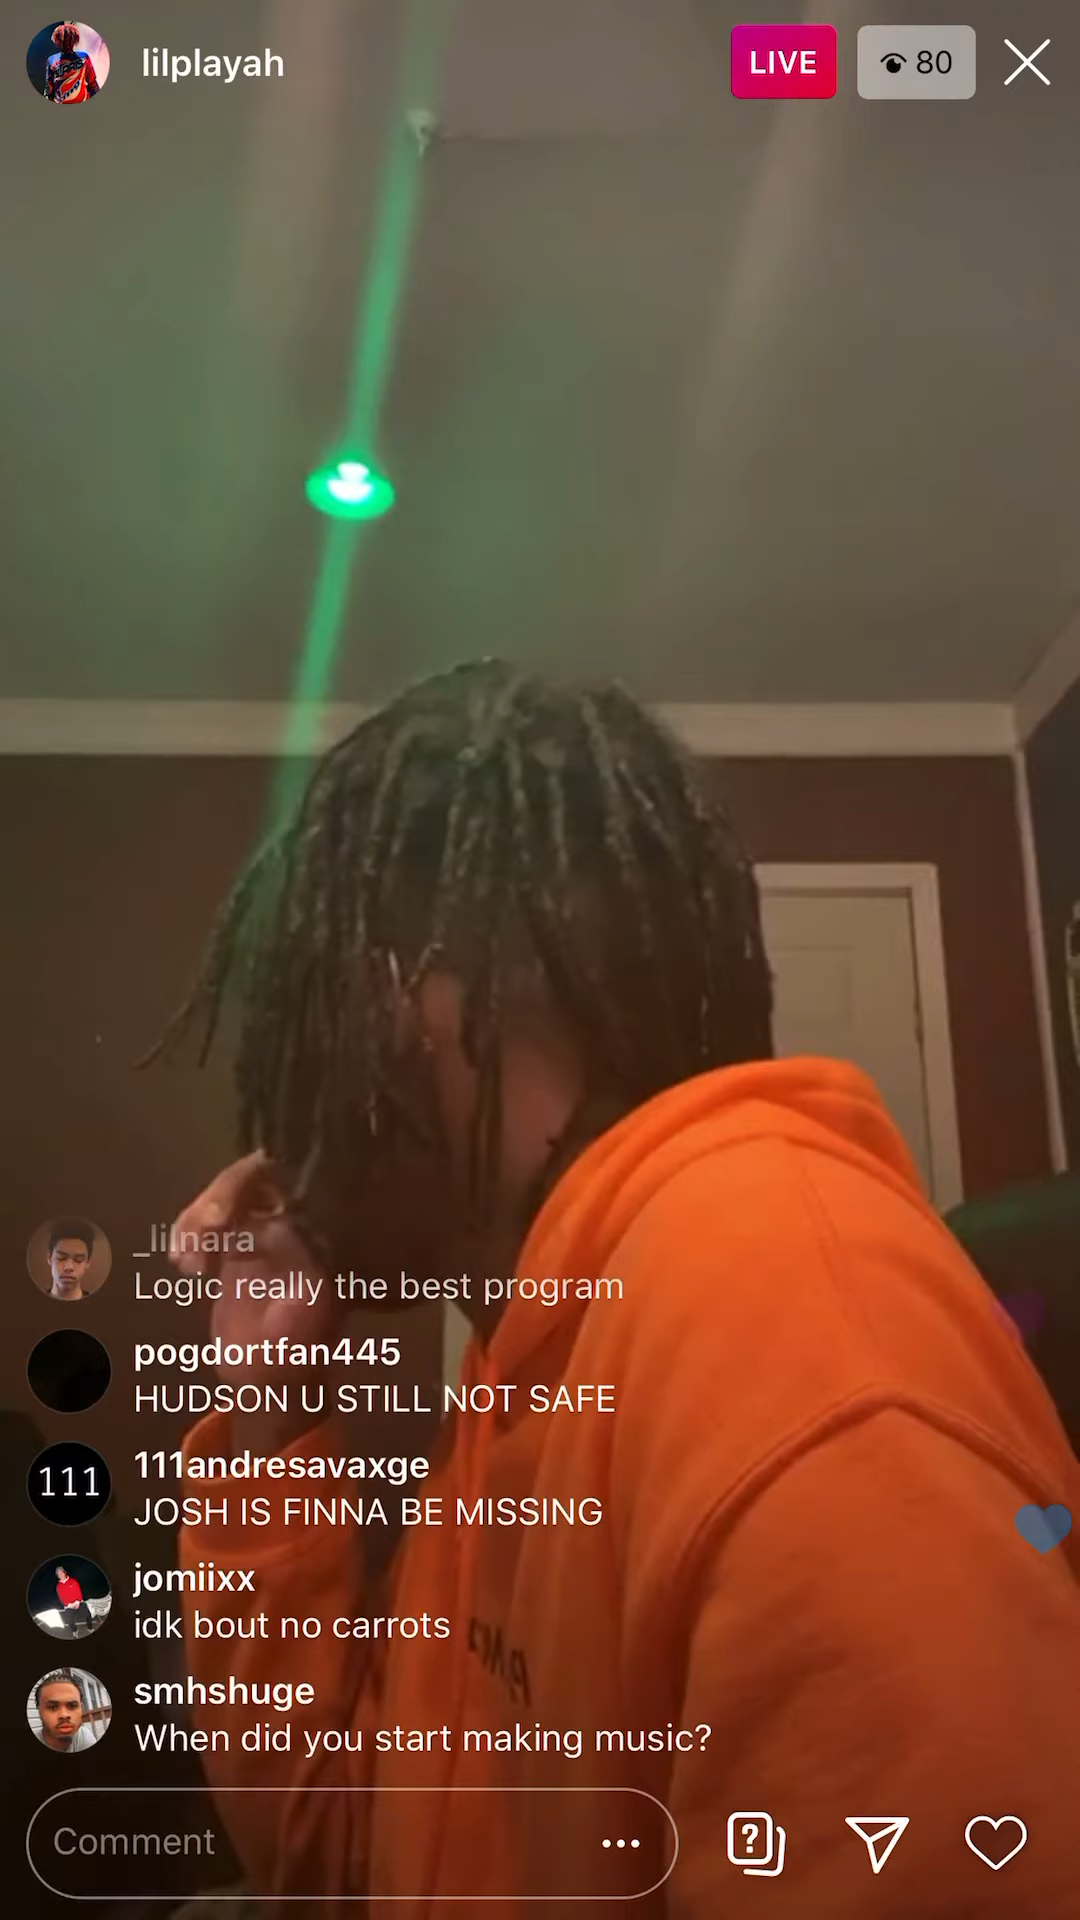 lilplayah
LIVE
80
_lilnara
Logic really the best program
pogdortfan445
HUDSON U STILL NOT SAFE
111
111andresavaxge
JOSH IS FINNA BE MISSING
jomiixx
idk bout no carrots
smhshuge
When did you start making music?
Comment